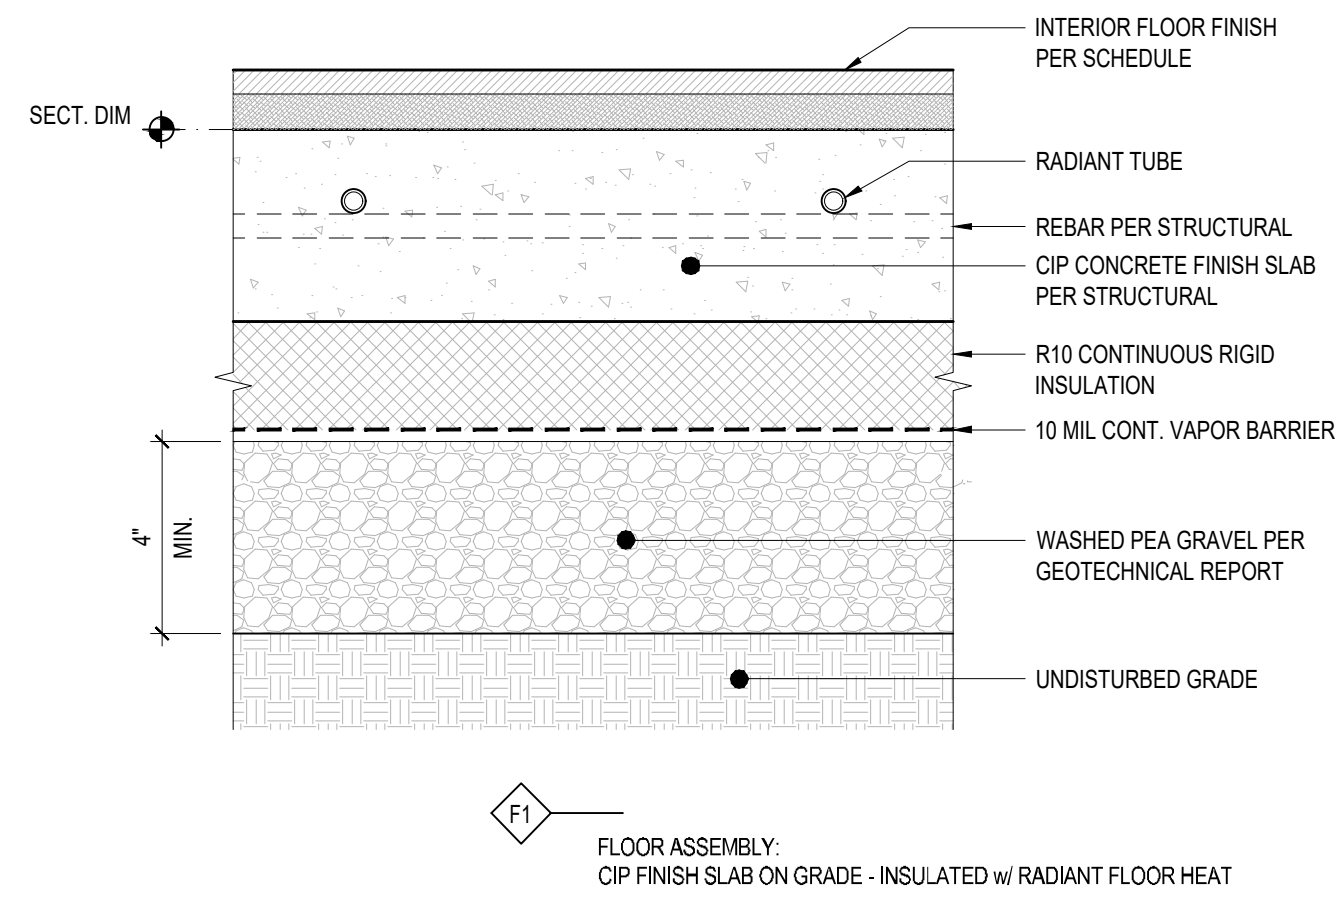 INTERIOR FLOOR FINISH
PER SCHEDULE
SECT. DIM
RADIANT TUBE
REBAR PER STRUCTURAL
CIP CONCRETE FINISH SLAB
PER STRUCTURAL
R10 CONTINUOUS RIGID
INSULATION
10 MIL CONT. VAPOR BARRIER
4"
MIN.
WASHED PEA GRAVEL PER
GEOTECHNICAL REPORT
UNDISTURBED GRADE
F1
FLOOR ASSEMBLY:
CIP FINISH SLAB ON GRADE - INSULATED w/ RADIANT FLOOR HEAT